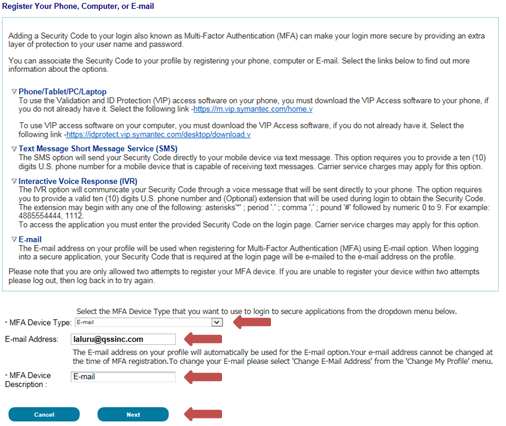 Register Your Phone, Computer, or E-mail
Adding a Security Code to your login also known as Multi-Factor Authentication (MFA) can make your login more secure by providing an extra
layer of protection to your user name and password.
You can associate the Security Code to your profile by registering your phone, computer or E-mail. Select the links below to find out more
information about the options.
▽ Phone/Tablet/PC/Laptop
To use the Validation and ID Protection (VIP) access software on your phone, you must download the VIP Access software to your phone, if
you do not already have it. Select the following link -https://m.vip.symantec.com/home.v
To use VIP access software on your computer, you must download the VIP Access software, if you do not already have it. Select the
following link -https://idprotect.vip.symantec.com/desktop/download.v
▽ Text Message Short Message Service (SMS)
The SMS option will send your Security Code directly to your mobile device via text message. This option requires you to provide a ten (10)
digits U.S. phone number for a mobile device that is capable of receiving text messages. Carrier service charges may apply for this option.
▽ Interactive Voice Response (IVR)
The IVR option will communicate your Security Code through a voice message that will be sent directly to your phone. The option requires
you to provide a valid ten (10) digits U.S. phone number and (Optional) extension that will be used during login to obtain the Security Code.
The extension may begin with any one of the following: asterisks'*' ; period '.' ; comma ',' ; pound '#' followed by numeric 0 to 9. For example:
4885554444, 1112.
To access the application you must enter the provided Security Code on the login page. Carrier service charges may apply for this option.
▽ E-mail
The E-mail address on your profile will be used when registering for Multi-Factor Authentication (MFA) using E-mail option. When logging
into a secure application, your Security Code that is required at the login page will be e-mailed to the e-mail address on the profile.
Please note that you are only allowed two attempts to register your MFA device. If you are unable to register your device within two attempts
please log out, then log back in to try again.
Select the MFA Device Type that you want to use to login to secure applications from the dropdown menu below.
* MFA Device Type: E-mail
E-mail Address: laluru@qssinc.com
The E-mail address on your profile will automatically be used for the E-mail option.Your e-mail address cannot be changed at
the time of MFA registration.To change your E-mail please select 'Change E-Mail Address' from the 'Change My Profile' menu.
* MFA Device E-mail
Description :
Cancel Next